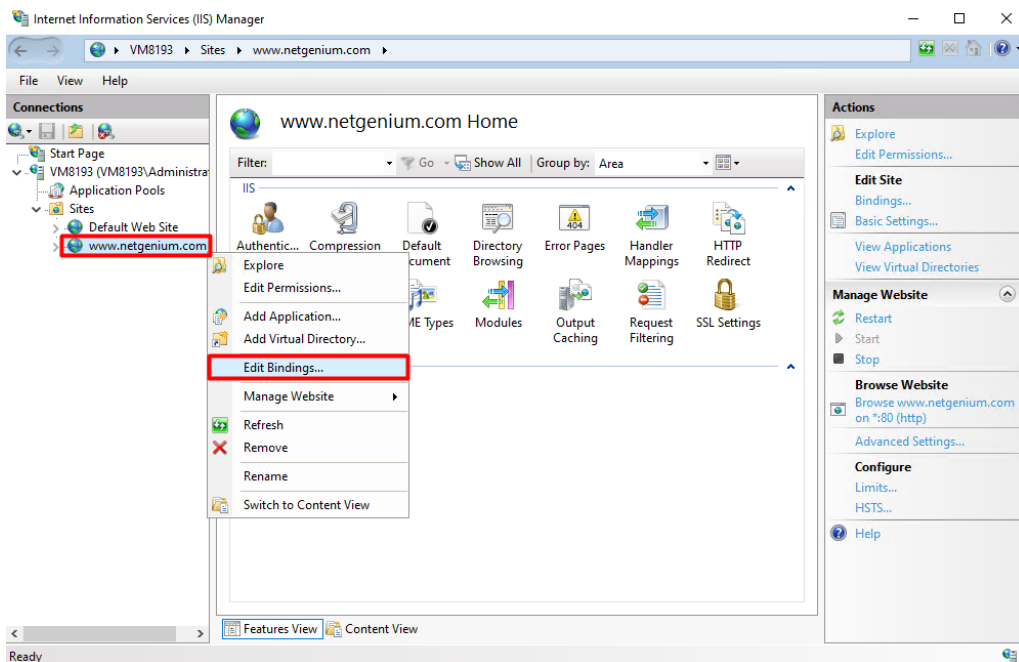 Internet Information Services (IIS) Manager
VM8193 Sites www.netgenium.com
File View Help
Connections
Start Page
VM8193 (VM8193\Administra
Application Pools
Sites
Default Web Site
www.netgenium.com
Explore
Edit Permissions...
Add Application...
Add Virtual Directory...
Edit Bindings...
Manage Website
Refresh
Remove
Rename
Switch to Content View
www.netgenium.com Home
Filter: Go Show All Group by: Area
IIS
Authentic... Compression Default Directory Error Pages Handler HTTP
cument Browsing Mappings Redirect
ME Types Modules Output Request SSL Settings
Caching Filtering
Features View Content View
Actions
Explore
Edit Permissions...
Edit Site
Bindings...
Basic Settings...
View Applications
View Virtual Directories
Manage Website
Restart
Start
Stop
Browse Website
Browse www.netgenium.com
on *:80 (http)
Advanced Settings...
Configure
Limits...
HSTS...
Help
Ready